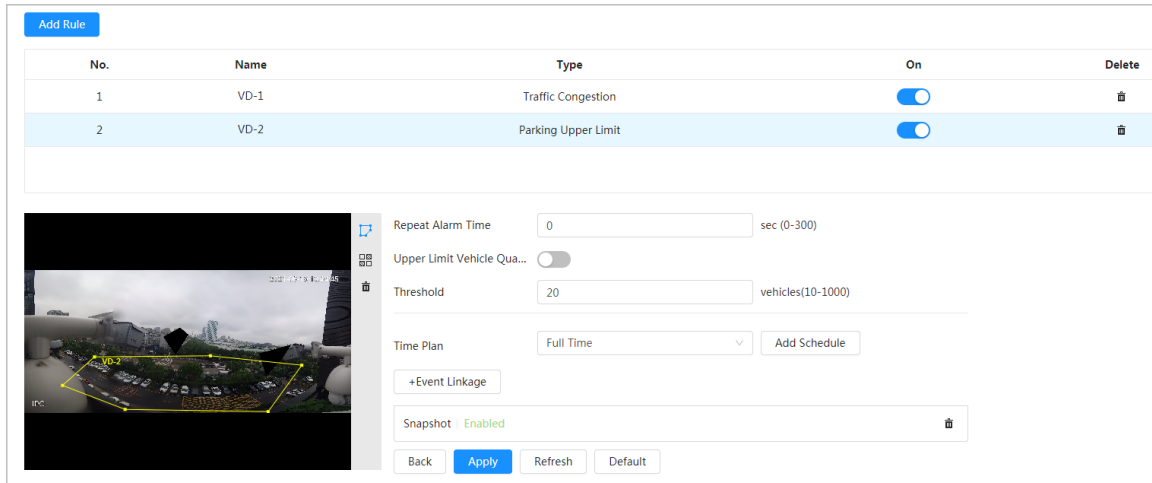 Add Rule
No. Name Type On Delete
1 VD-1 Traffic Congestion
2 VD-2 Parking Upper Limit
Repeat Alarm Time 0 sec (0-300)
Upper Limit Vehicle Qua...
Threshold 20 vehicles(10-1000)
Time Plan Full Time Add Schedule
+Event Linkage
Snapshot Enabled
Back Apply Refresh Default
VD-2
IPC